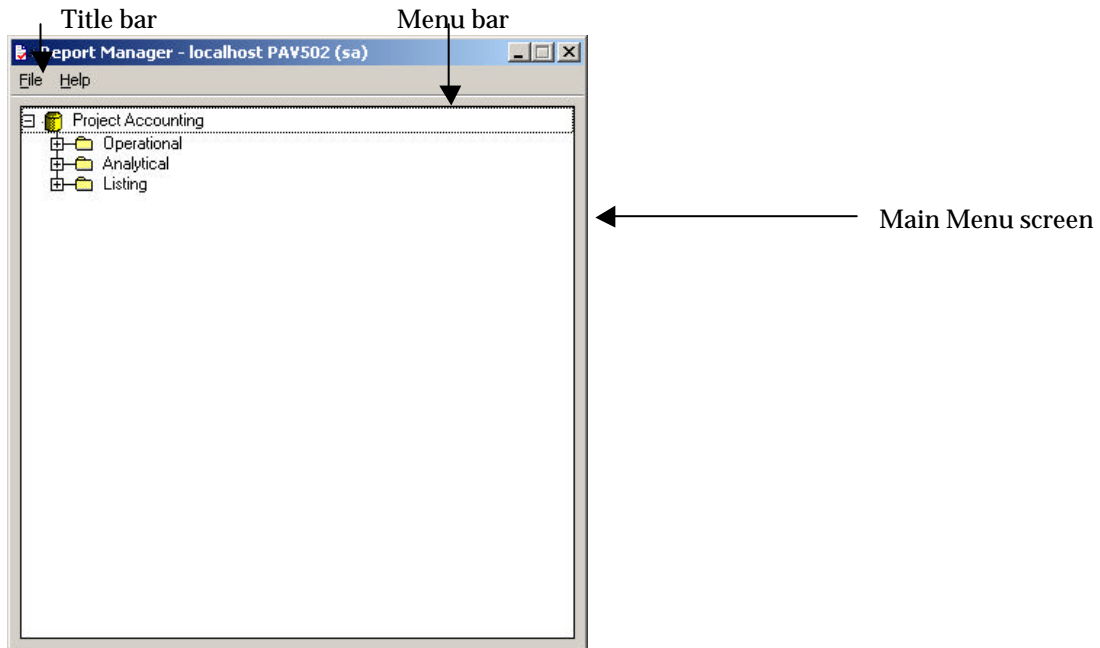 Title bar Menu bar
Report Manager - localhost PAV502 (sa)
File Help
Project Accounting
Operational
Analytical
Listing
Main Menu screen